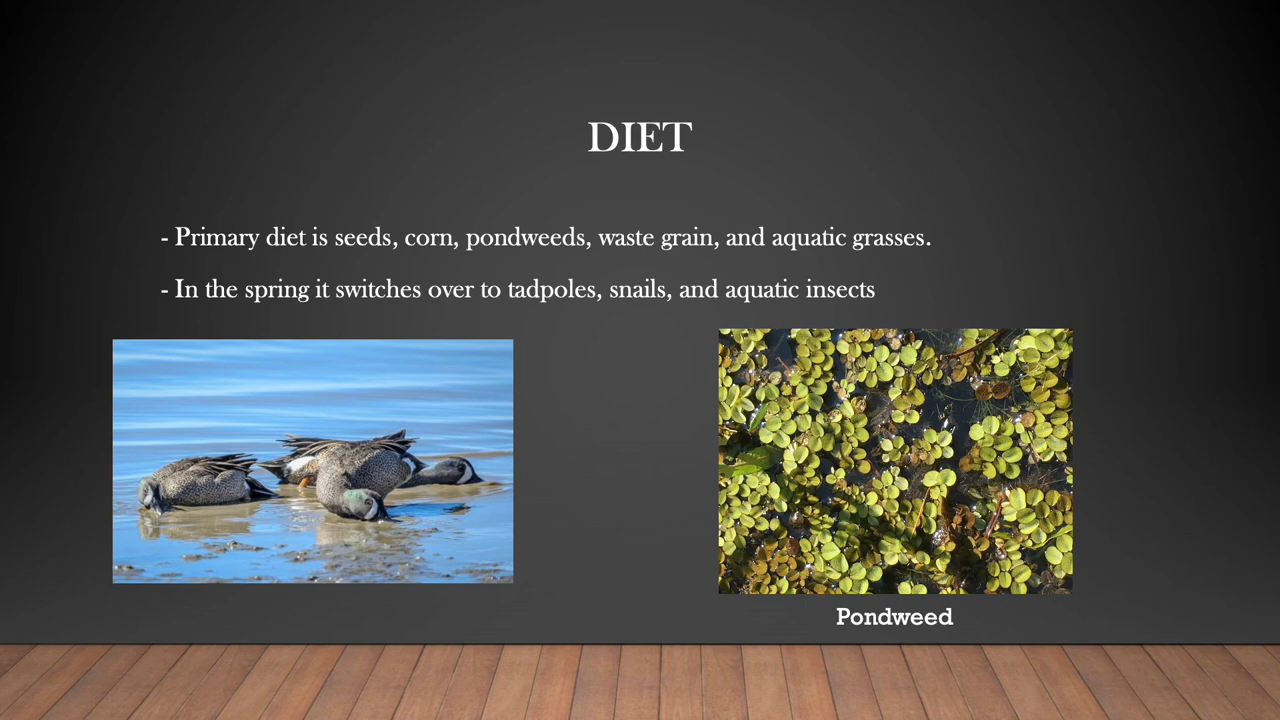 DIET
- Primary diet is seeds, corn, pondweeds, waste grain, and aquatic grasses.
- In the spring it switches over to tadpoles, snails, and aquatic insects
Pondweed